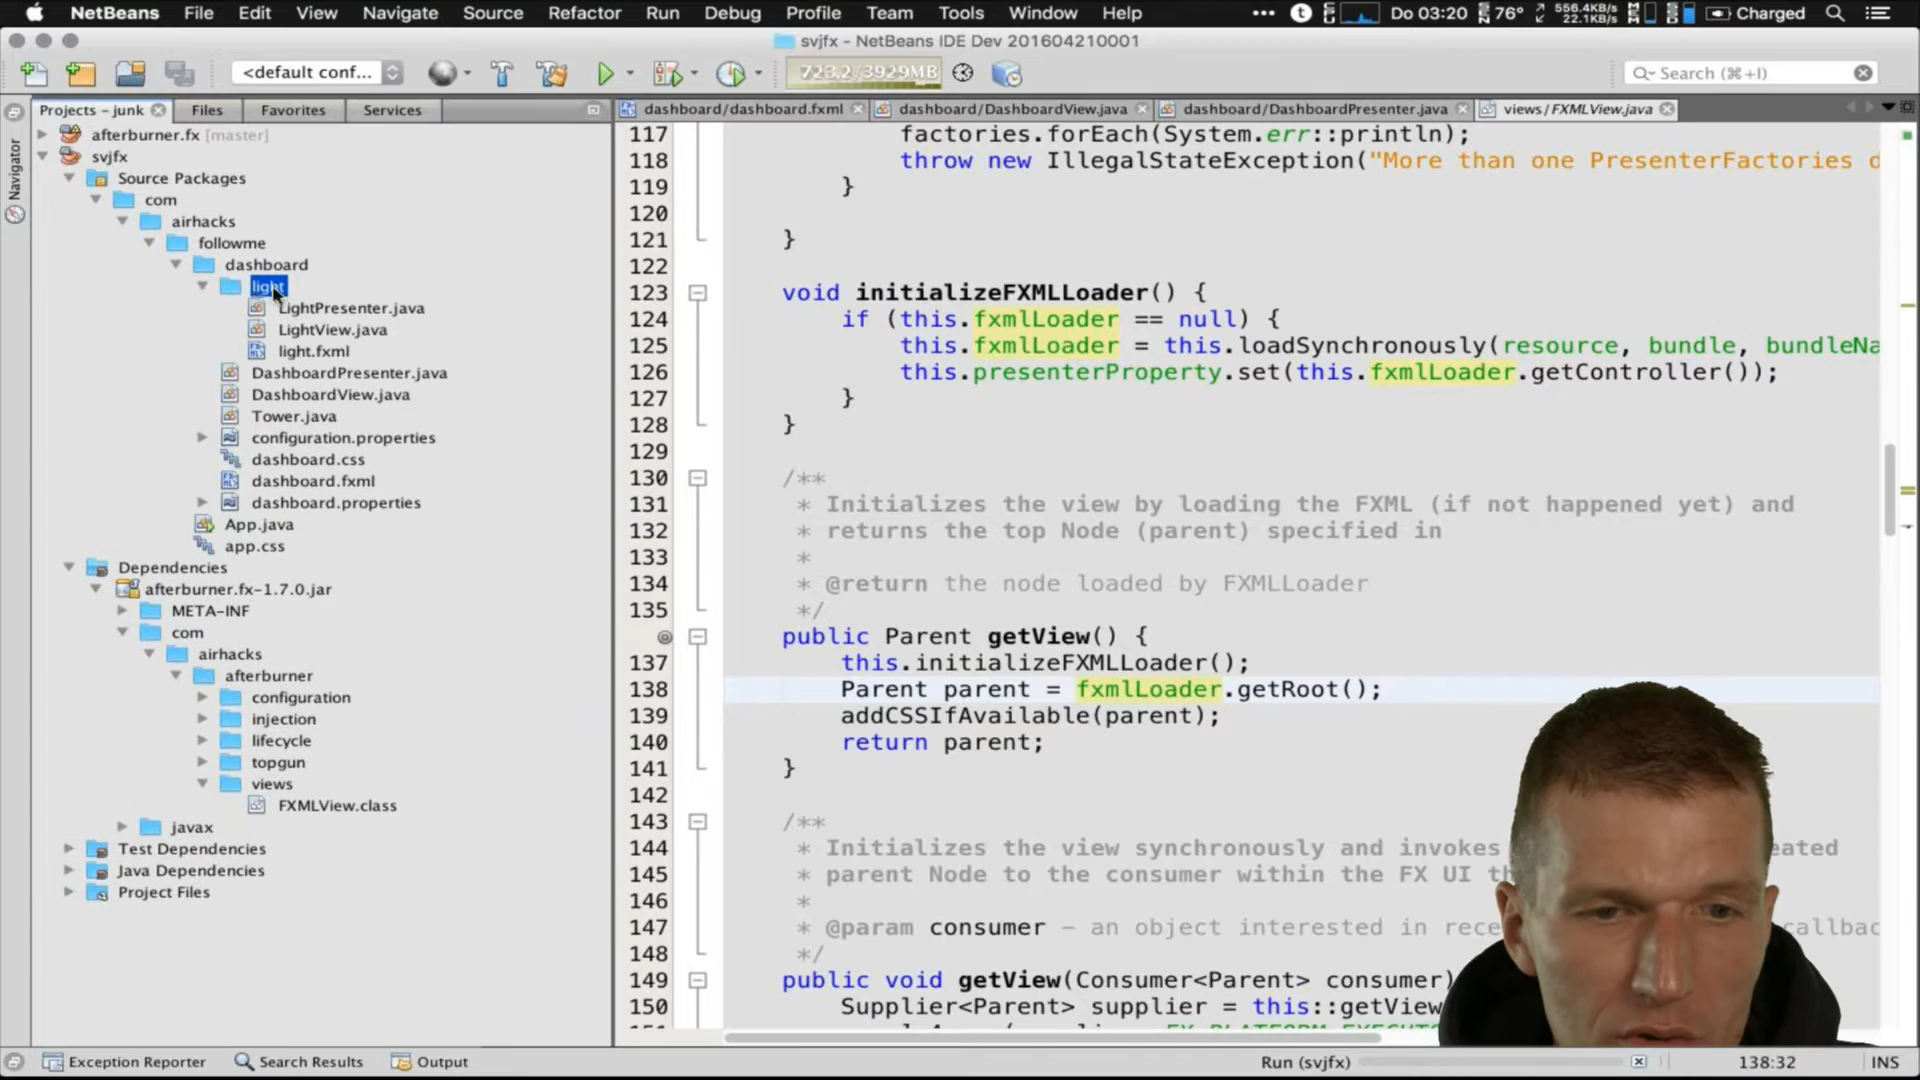 NetBeans File Edit View Navigate Source Refactor Run Debug Profile Team Tools Window Help ••• Do 03:20 76° 556.4KB/s 22.1KB/s Charged
svjfx - NetBeans IDE Dev 201604210001
<default conf... 723.2/3929MB Search (⌘+I)
Projects - junk Files Favorites Services dashboard/dashboard.fxml dashboard/DashboardView.java dashboard/DashboardPresenter.java views/FXMLView.java
Navigator
afterburner.fx [master]
svjfx
Source Packages
com
airhacks
followme
dashboard
light
LightPresenter.java
LightView.java
light.fxml
DashboardPresenter.java
DashboardView.java
Tower.java
configuration.properties
dashboard.css
dashboard.fxml
dashboard.properties
App.java
app.css
Dependencies
afterburner.fx-1.7.0.jar
META-INF
com
airhacks
afterburner
configuration
injection
lifecycle
topgun
views
FXMLView.class
javax
Test Dependencies
Java Dependencies
Project Files
117 factories.forEach(System.err::println);
118 throw new IllegalStateException("More than one PresenterFactories d
119 }
120
121 }
122
123 void initializeFXMLLoader() {
124 if (this.fxmlLoader == null) {
125 this.fxmlLoader = this.loadSynchronously(resource, bundle, bundleNa
126 this.presenterProperty.set(this.fxmlLoader.getController());
127 }
128 }
129
130 /**
131 * Initializes the view by loading the FXML (if not happened yet) and
132 * returns the top Node (parent) specified in
133 *
134 * @return the node loaded by FXMLLoader
135 */
public Parent getView() {
137 this.initializeFXMLLoader();
138 Parent parent = fxmlLoader.getRoot();
139 addCSSIfAvailable(parent);
140 return parent;
141 }
142
143 /**
144 * Initializes the view synchronously and invokes eated
145 * parent Node to the consumer within the FX UI
146 *
147 * @param consumer - an object interested in callbac
148 */
149 public void getView(Consumer<Parent> consumer)
150 Supplier<Parent> supplier = this::getView
Exception Reporter Search Results Output Run (svjfx) 138:32 INS